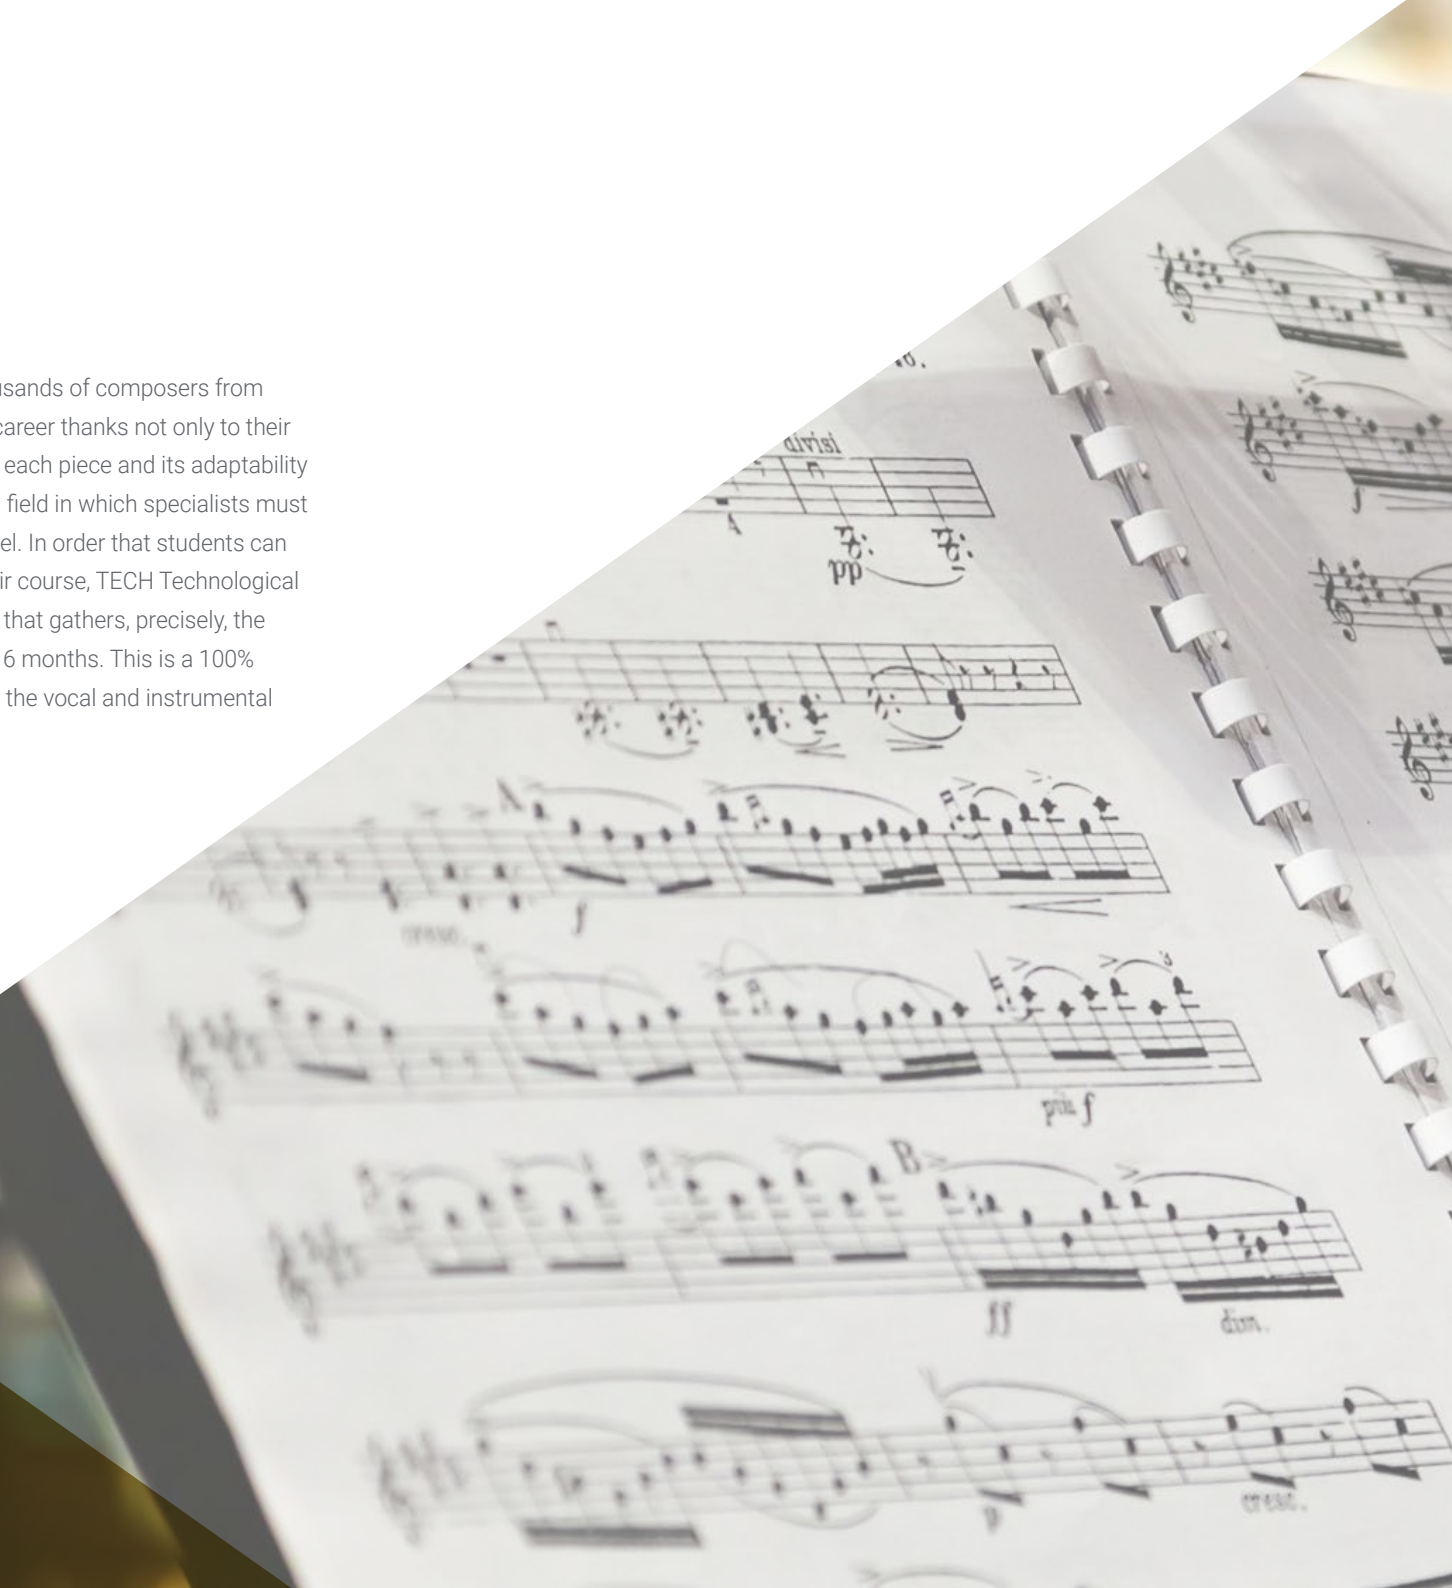 usands of composers from
career thanks not only to their
each piece and its adaptability
field in which specialists must
el. In order that students can
ir course, TECH Technological
that gathers, precisely, the
6 months. This is a 100%
the vocal and instrumental
divisi
pp
A
f
cresc.
più f
B
ff
dim.
p
cresc.